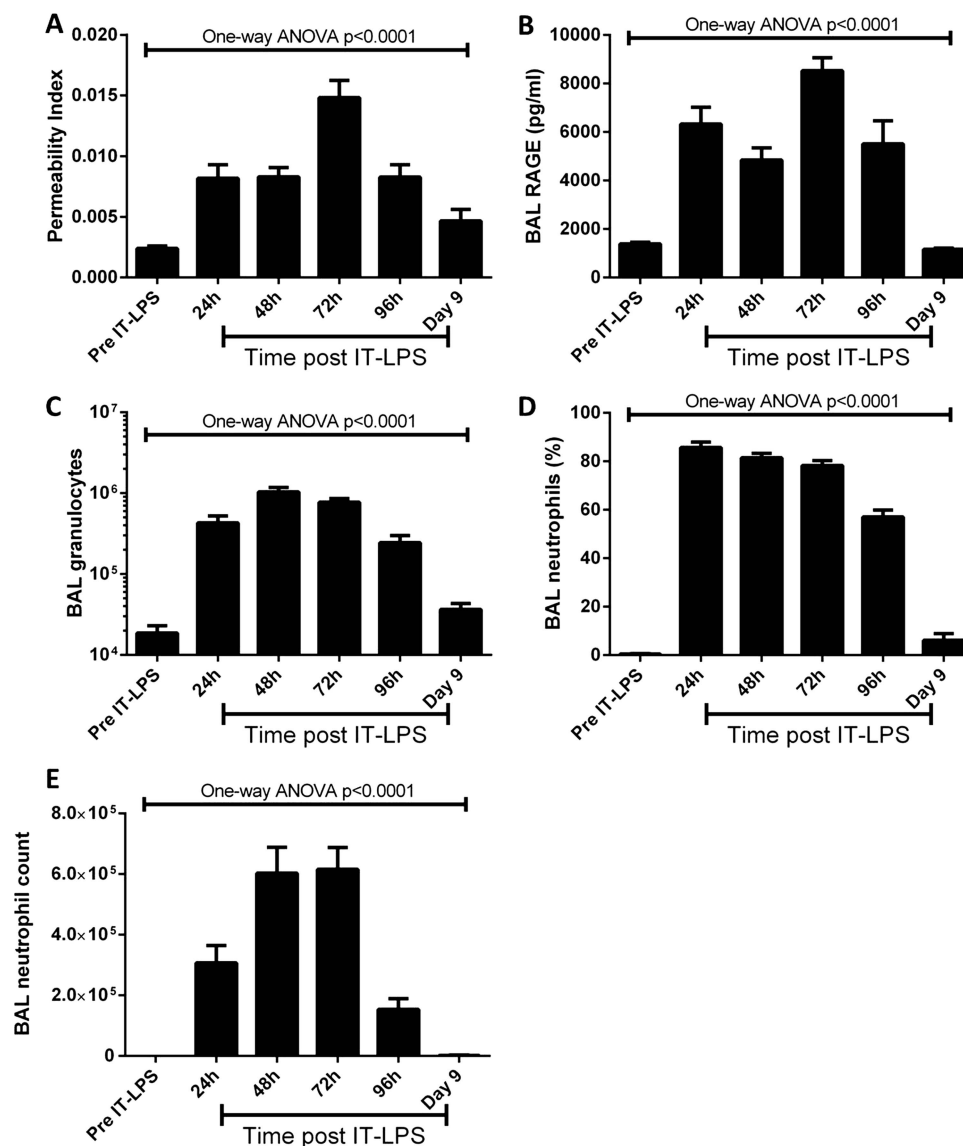 A
One-way ANOVA p<0.0001
Permeability Index
0.020
0.015
0.010
0.005
0.000
Pre IT-LPS
24h
48h
72h
96h
Day 9
Time post IT-LPS
B
One-way ANOVA p<0.0001
BAL RAGE (pg/ml)
10000
8000
6000
4000
2000
0
Pre IT-LPS
24h
48h
72h
96h
Day 9
Time post IT-LPS
C
One-way ANOVA p<0.0001
BAL granulocytes
10⁷
10⁶
10⁵
10⁴
Pre IT-LPS
24h
48h
72h
96h
Day 9
Time post IT-LPS
D
One-way ANOVA p<0.0001
BAL neutrophils (%)
100
80
60
40
20
0
Pre IT-LPS
24h
48h
72h
96h
Day 9
Time post IT-LPS
E
One-way ANOVA p<0.0001
BAL neutrophil count
8.0×10⁵
6.0×10⁵
4.0×10⁵
2.0×10⁵
0
Pre IT-LPS
24h
48h
72h
96h
Day 9
Time post IT-LPS